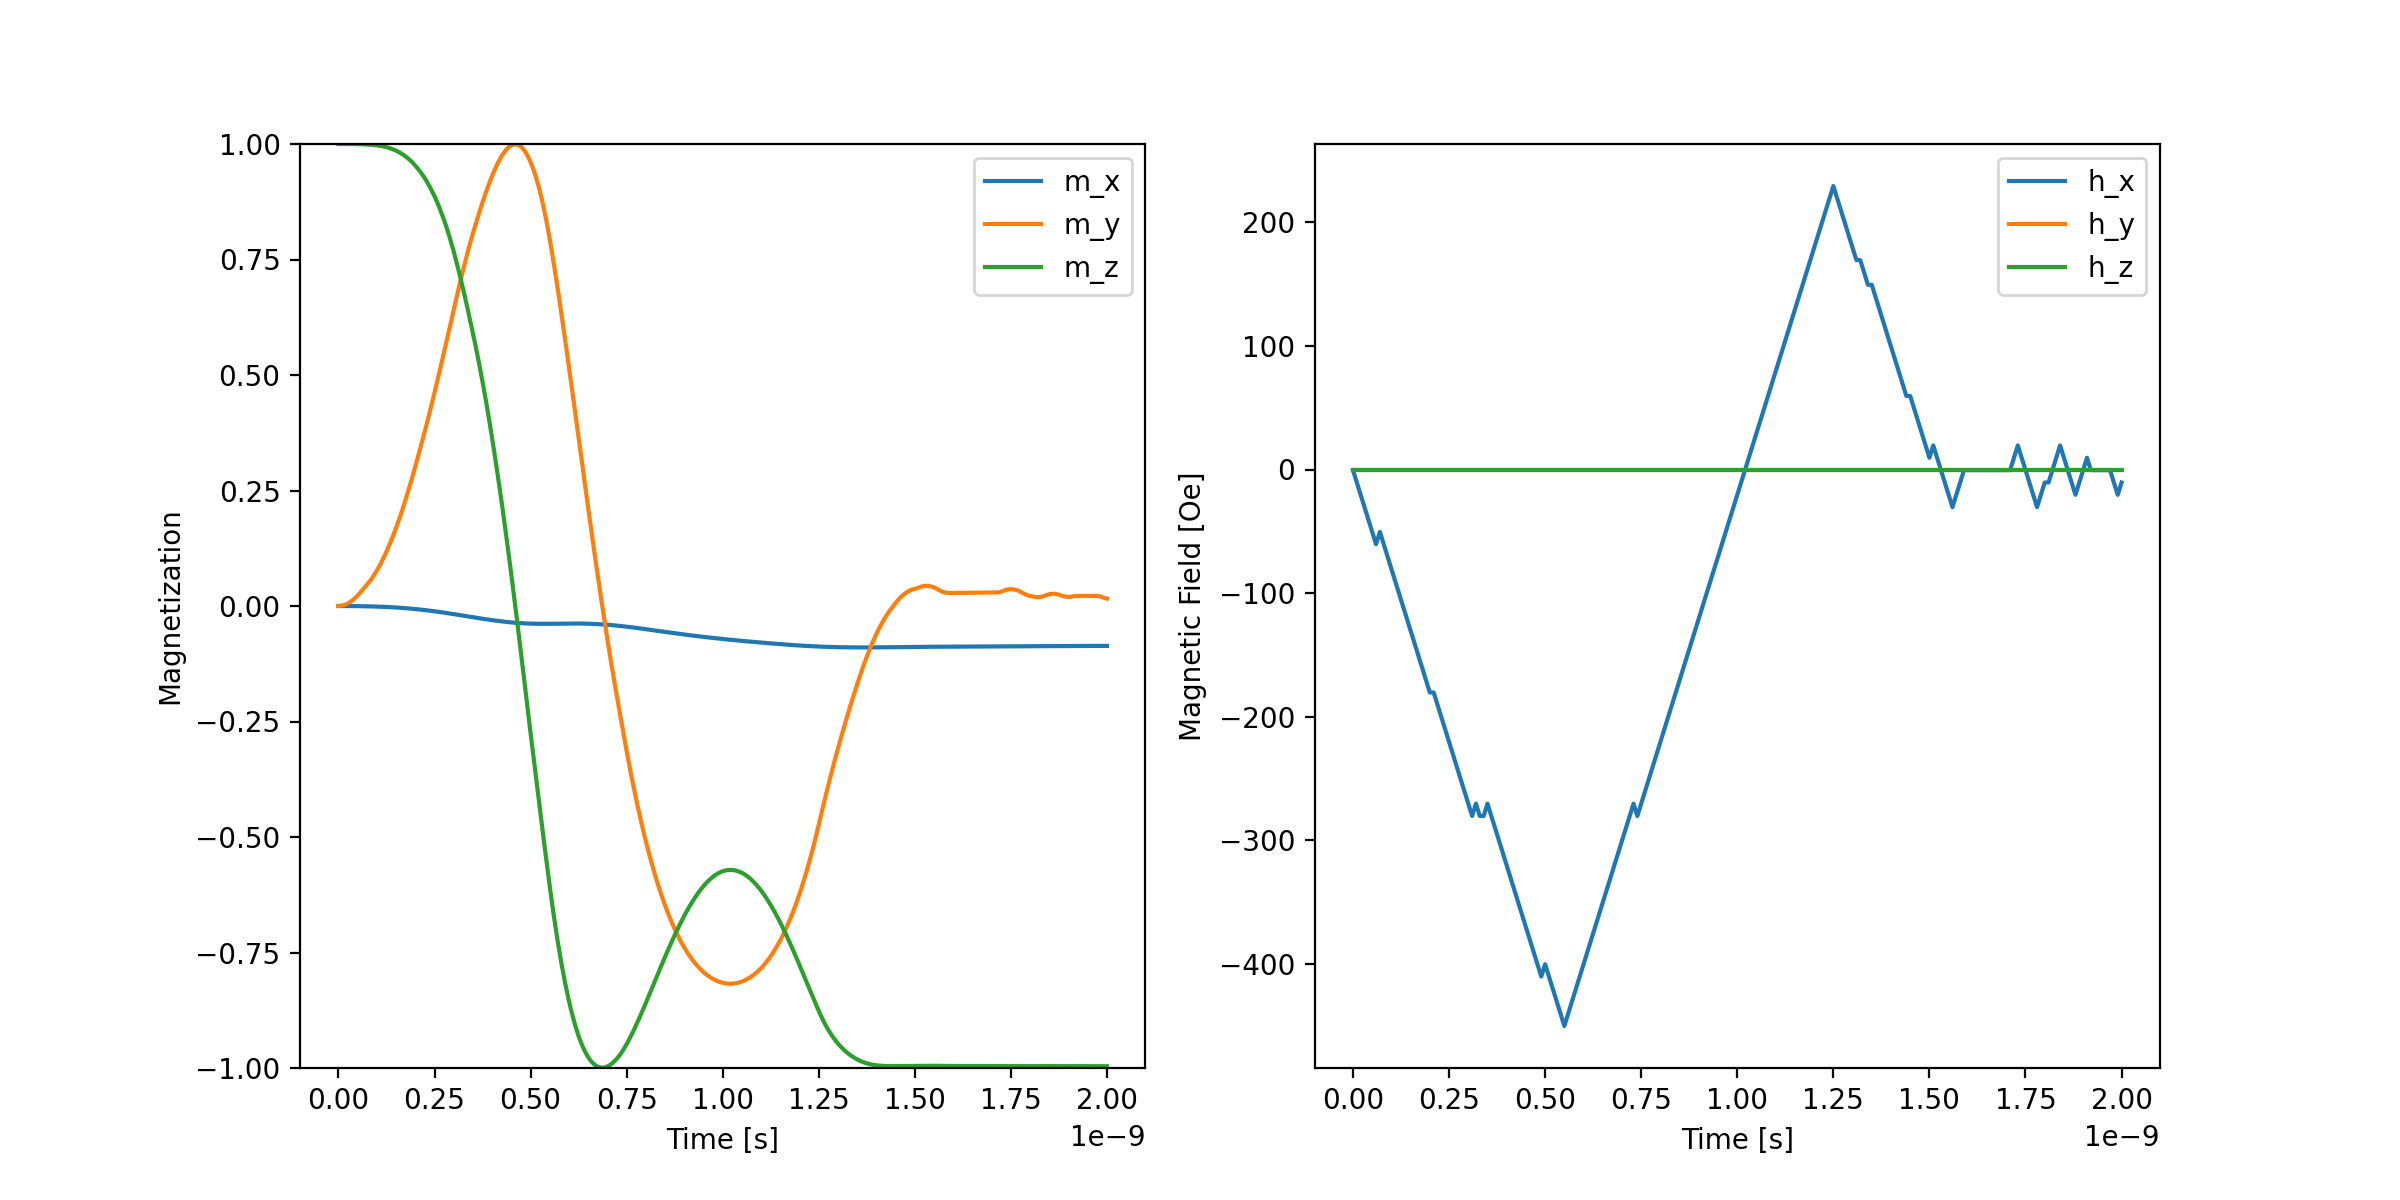 Magnetization
1.00
0.75
0.50
0.25
0.00
−0.25
−0.50
−0.75
−1.00
m_x
m_y
m_z
0.00 0.25 0.50 0.75 1.00 1.25 1.50 1.75 2.00
Time [s]
1e−9
Magnetic Field [Oe]
200
100
0
−100
−200
−300
−400
h_x
h_y
h_z
0.00 0.25 0.50 0.75 1.00 1.25 1.50 1.75 2.00
Time [s]
1e−9